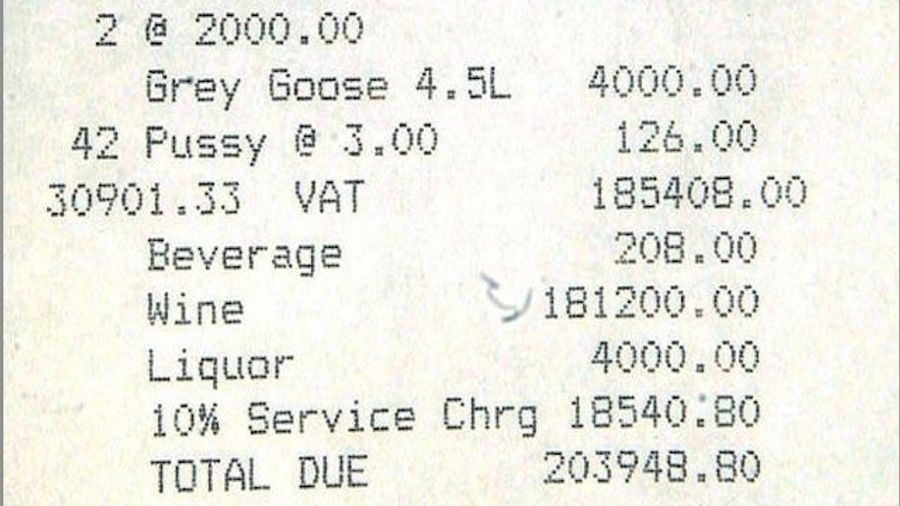 2 @ 2000.00
Grey Goose 4.5L 4000.00
42 Pussy @ 3.00 126.00
30901.33 VAT 185408.00
Beverage 208.00
Wine 181200.00
Liquor 4000.00
10% Service Chrg 18540.80
TOTAL DUE 203948.80